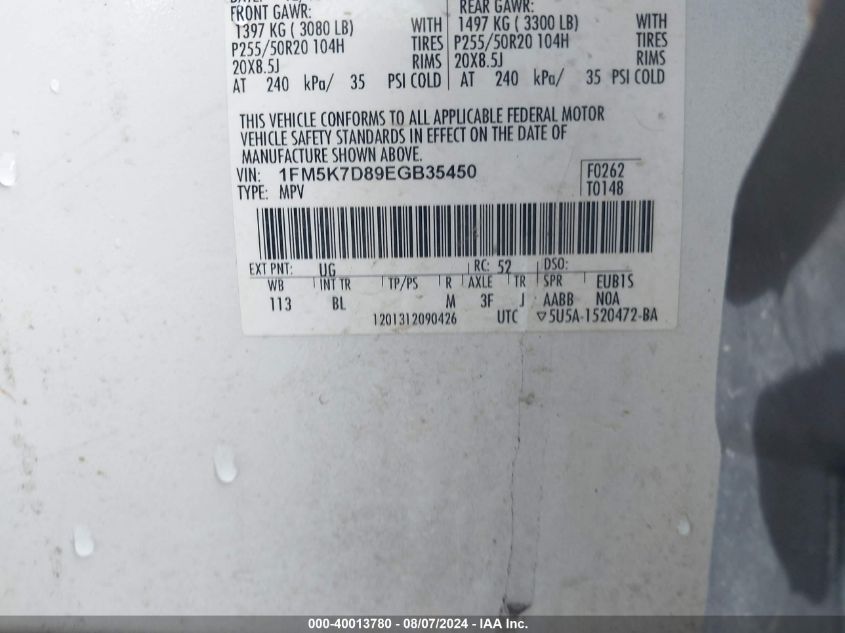 FRONT GAWR: REAR GAWR:
1397 KG ( 3080 LB) WITH 1497 KG ( 3300 LB) WITH
P255/50R20 104H TIRES P255/50R20 104H TIRES
20X8.5J RIMS 20X8.5J RIMS
AT 240 kPa/ 35 PSI COLD AT 240 kPa/ 35 PSI COLD
THIS VEHICLE CONFORMS TO ALL APPLICABLE FEDERAL MOTOR
VEHICLE SAFETY STANDARDS IN EFFECT ON THE DATE OF
MANUFACTURE SHOWN ABOVE.
VIN: 1FM5K7D89EGB35450 F0262
TYPE: MPV T0148
EXT PNT: UG RC: 52 DSO:
WB INT TR TP/PS R AXLE TR SPR EUB1S
113 BL M 3F J AABB NOA
1201312090426 UTC ▽5U5A-1520472-BA
000-40013780 - 08/07/2024 - IAA Inc.